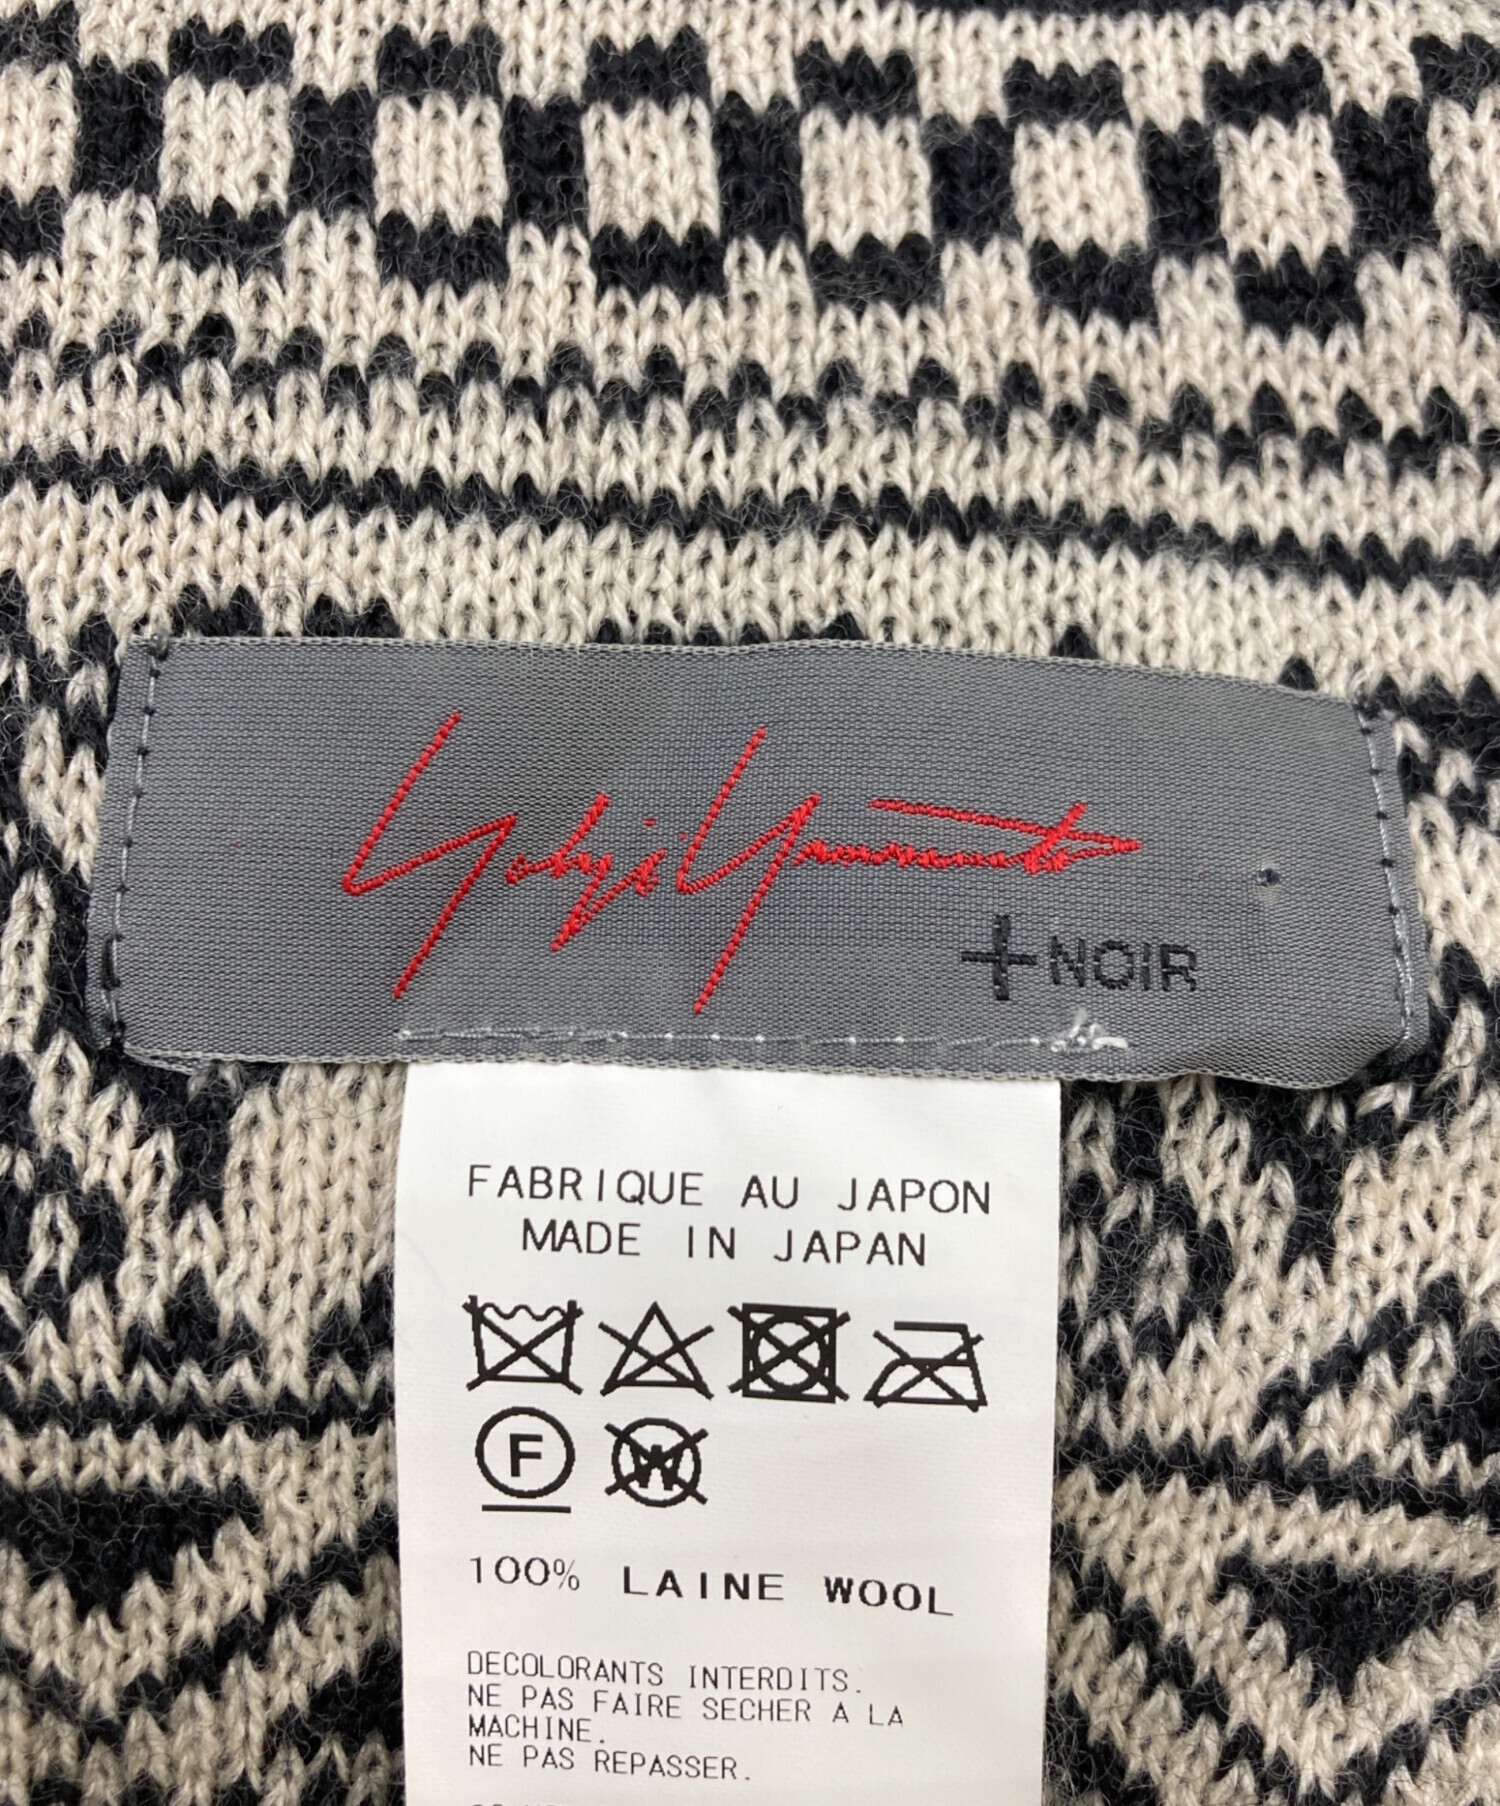 Yohji Yamamoto
+NOIR
FABRIQUE AU JAPON
MADE IN JAPAN
F
W
100% LAINE WOOL
DECOLORANTS INTERDITS.
NE PAS FAIRE SECHER A LA
MACHINE.
NE PAS REPASSER.